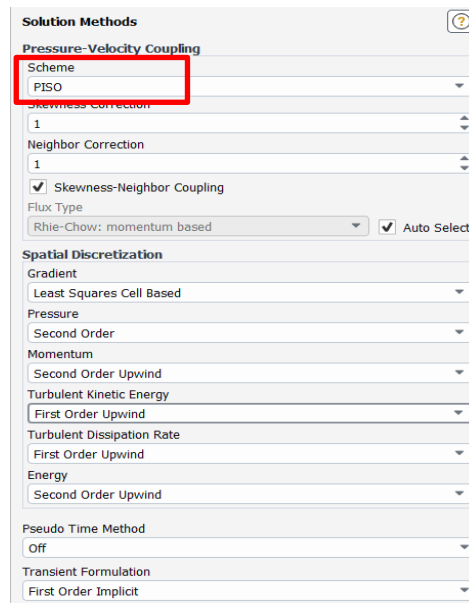 Solution Methods
?
Pressure-Velocity Coupling
Scheme
PISO
Skewness Correction
1
Neighbor Correction
1
Skewness-Neighbor Coupling
Flux Type
Rhie-Chow: momentum based Auto Select
Spatial Discretization
Gradient
Least Squares Cell Based
Pressure
Second Order
Momentum
Second Order Upwind
Turbulent Kinetic Energy
First Order Upwind
Turbulent Dissipation Rate
First Order Upwind
Energy
Second Order Upwind
Pseudo Time Method
Off
Transient Formulation
First Order Implicit